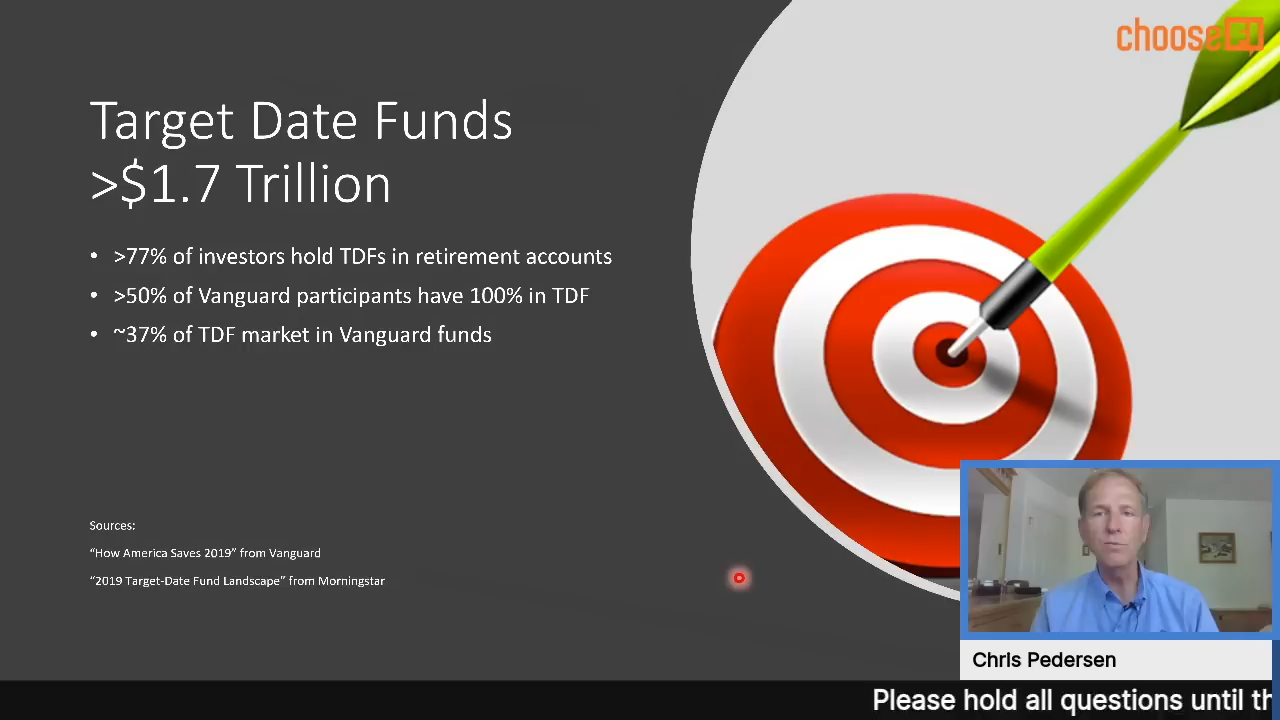 chooseFI
Target Date Funds
>$1.7 Trillion
• >77% of investors hold TDFs in retirement accounts
• >50% of Vanguard participants have 100% in TDF
• ~37% of TDF market in Vanguard funds
Sources:
“How America Saves 2019” from Vanguard
“2019 Target-Date Fund Landscape” from Morningstar
Chris Pedersen
Please hold all questions until